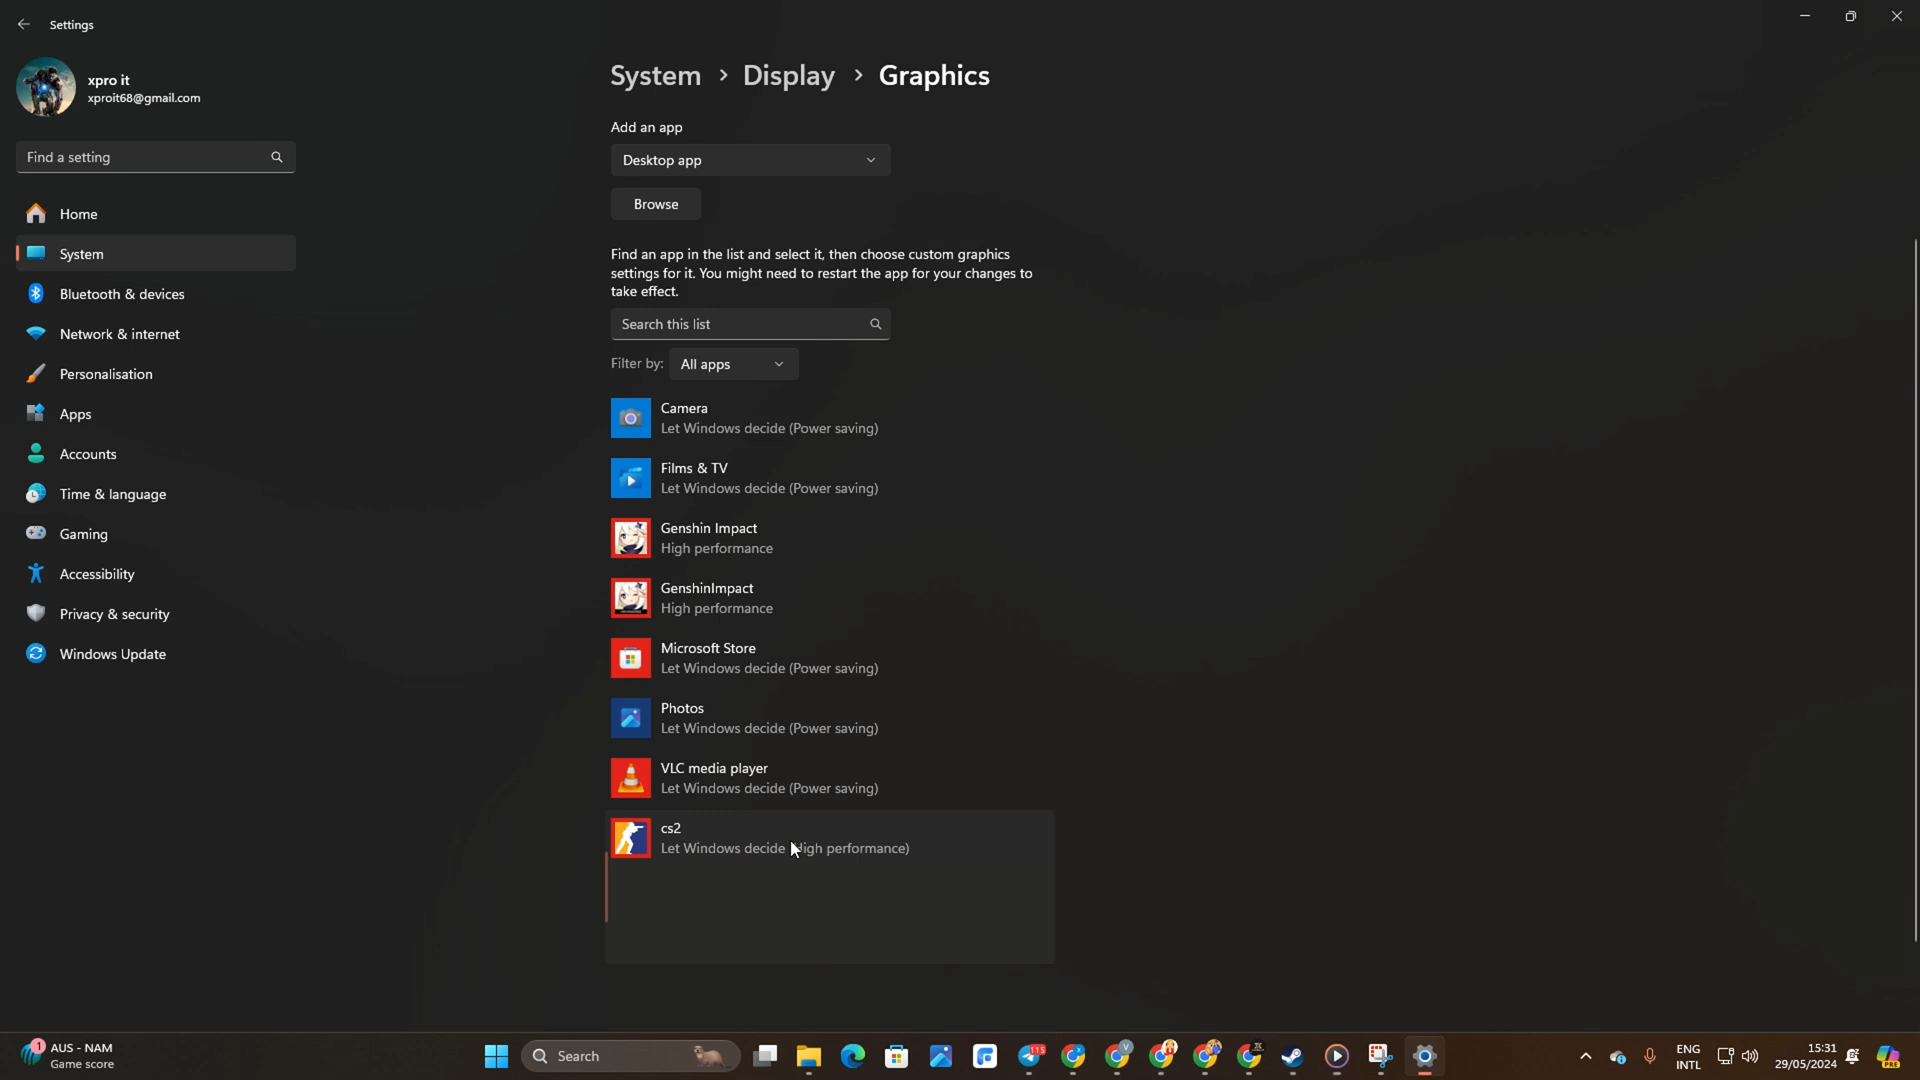 Settings
xpro it
xproit68@gmail.com
Find a setting
Home
System
Bluetooth & devices
Network & internet
Personalisation
Apps
Accounts
Time & language
Gaming
Accessibility
Privacy & security
Windows Update
System > Display > Graphics
Add an app
Desktop app
Browse
Find an app in the list and select it, then choose custom graphics
settings for it. You might need to restart the app for your changes to
take effect.
Search this list
Filter by: All apps
Camera
Let Windows decide (Power saving)
Films & TV
Let Windows decide (Power saving)
Genshin Impact
High performance
GenshinImpact
High performance
Microsoft Store
Let Windows decide (Power saving)
Photos
Let Windows decide (Power saving)
VLC media player
Let Windows decide (Power saving)
cs2
Let Windows decide (High performance)
1
AUS - NAM
Game score
Search
115
V
ENG
INTL
15:31
29/05/2024
PRE